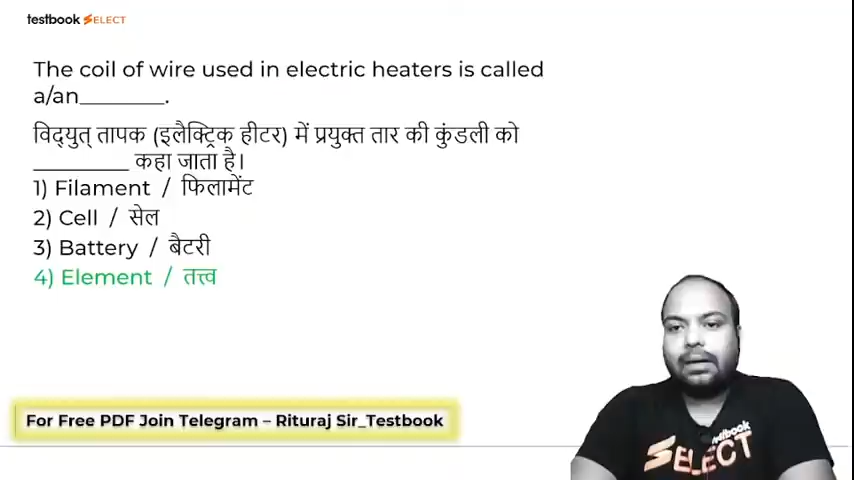 testbook SELECT
The coil of wire used in electric heaters is called
a/an________.
विद्युत् तापक (इलैक्ट्रिक हीटर) में प्रयुक्त तार की कुंडली को
_________ कहा जाता है।
1) Filament / फिलामेंट
2) Cell / सेल
3) Battery / बैटरी
4) Element / तत्त्व
For Free PDF Join Telegram – Rituraj Sir_Testbook
testbook
SELECT